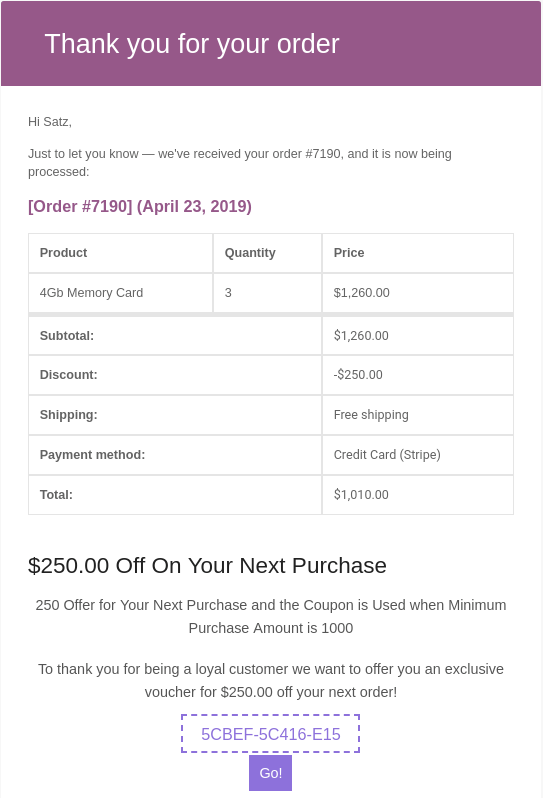 Thank you for your order
Hi Satz,
Just to let you know — we've received your order #7190, and it is now being
processed:
[Order #7190] (April 23, 2019)
Product Quantity Price
4Gb Memory Card 3 $1,260.00
Subtotal: $1,260.00
Discount: -$250.00
Shipping: Free shipping
Payment method: Credit Card (Stripe)
Total: $1,010.00
$250.00 Off On Your Next Purchase
250 Offer for Your Next Purchase and the Coupon is Used when Minimum
Purchase Amount is 1000
To thank you for being a loyal customer we want to offer you an exclusive
voucher for $250.00 off your next order!
5CBEF-5C416-E15
Go!